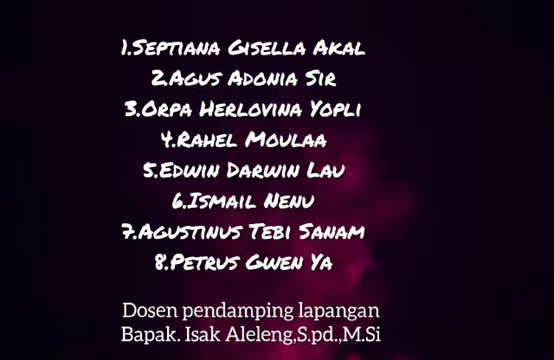 1.Septiana Gisella Akal
2.Agus Adonia Sir
3.Orpa Herlovina Yopli
4.Rahel Moulaa
5.Edwin Darwin Lau
6.Ismail Nenu
7.Agustinus Tebi Sanam
8.Petrus Gwen Ya
Dosen pendamping lapangan
Bapak. Isak Aleleng,S.pd.,M.Si